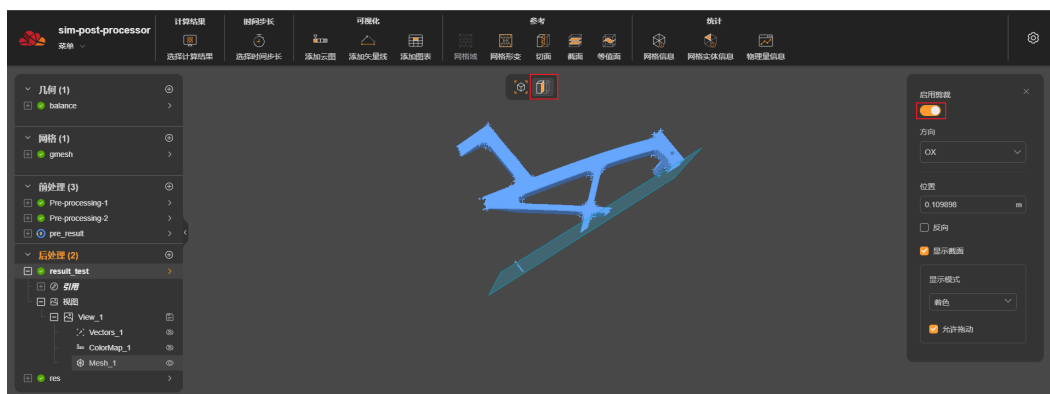 sim-post-processor
菜单
计算结果
选择计算结果
时间步长
选择时间步长
可视化
添加云图 添加矢量线 添加图表
参考
网格域 网格形变 切面 截面 等值面
统计
网格信息 网格实体信息 物理量信息
几何 (1)
balance
网格 (1)
gmesh
前处理 (3)
Pre-processing-1
Pre-processing-2
pre_result
后处理 (2)
result_test
引用
视图
View_1
Vectors_1
ColorMap_1
Mesh_1
res
启用剪裁
方向
OX
位置
0.109898 m
反向
显示截面
显示模式
着色
允许拖动